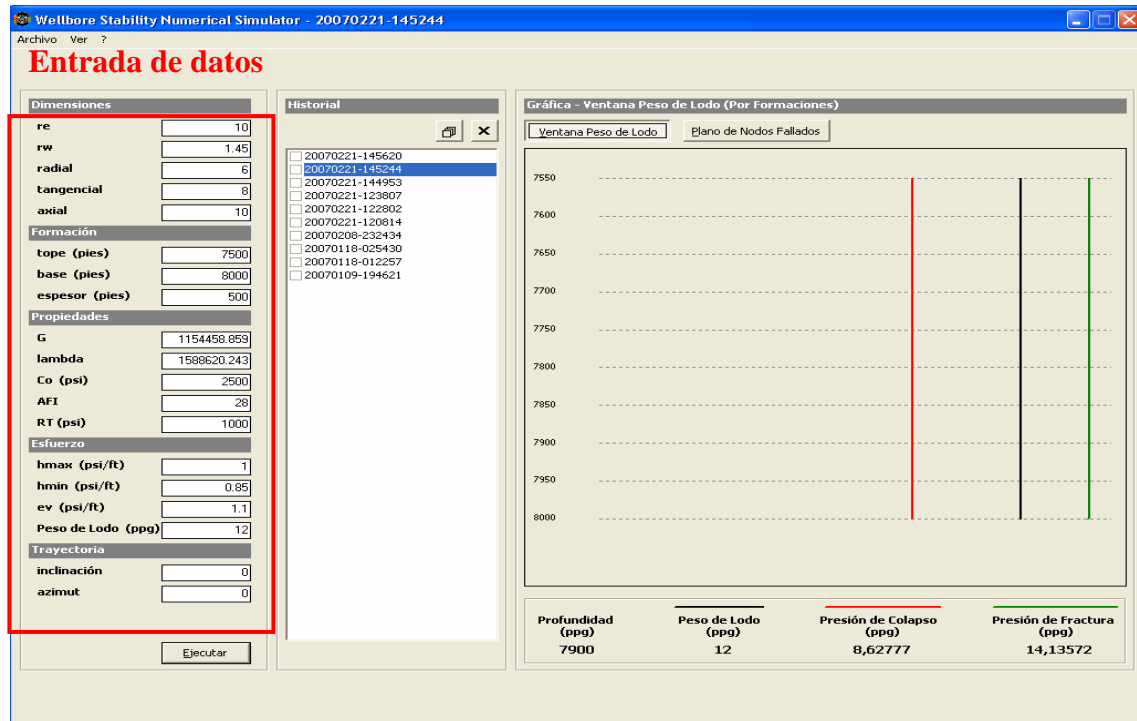 Wellbore Stability Numerical Simulator - 20070221-145244
Archivo Ver ?
Entrada de datos
Dimensiones
re 10
rw 1.45
radial 6
tangencial 8
axial 10
Formación
tope (pies) 7500
base (pies) 8000
espesor (pies) 500
Propiedades
G 1154458.859
lambda 1588620.243
Co (psi) 2500
AFI 28
RT (psi) 1000
Esfuerzo
hmax (psi/ft) 1
hmin (psi/ft) 0.85
ev (psi/ft) 1.1
Peso de Lodo (ppg) 12
Trayectoria
inclinación 0
azimut 0
Ejecutar
Historial
20070221-145620
20070221-145244
20070221-144953
20070221-123807
20070221-122802
20070221-120814
20070208-232434
20070118-025430
20070118-012257
20070109-194621
Gráfica - Ventana Peso de Lodo (Por Formaciones)
Ventana Peso de Lodo Plano de Nodos Fallados
7550
7600
7650
7700
7750
7800
7850
7900
7950
8000
Profundidad (ppg)
7900
Peso de Lodo (ppg)
12
Presión de Colapso (ppg)
8,62777
Presión de Fractura (ppg)
14,13572